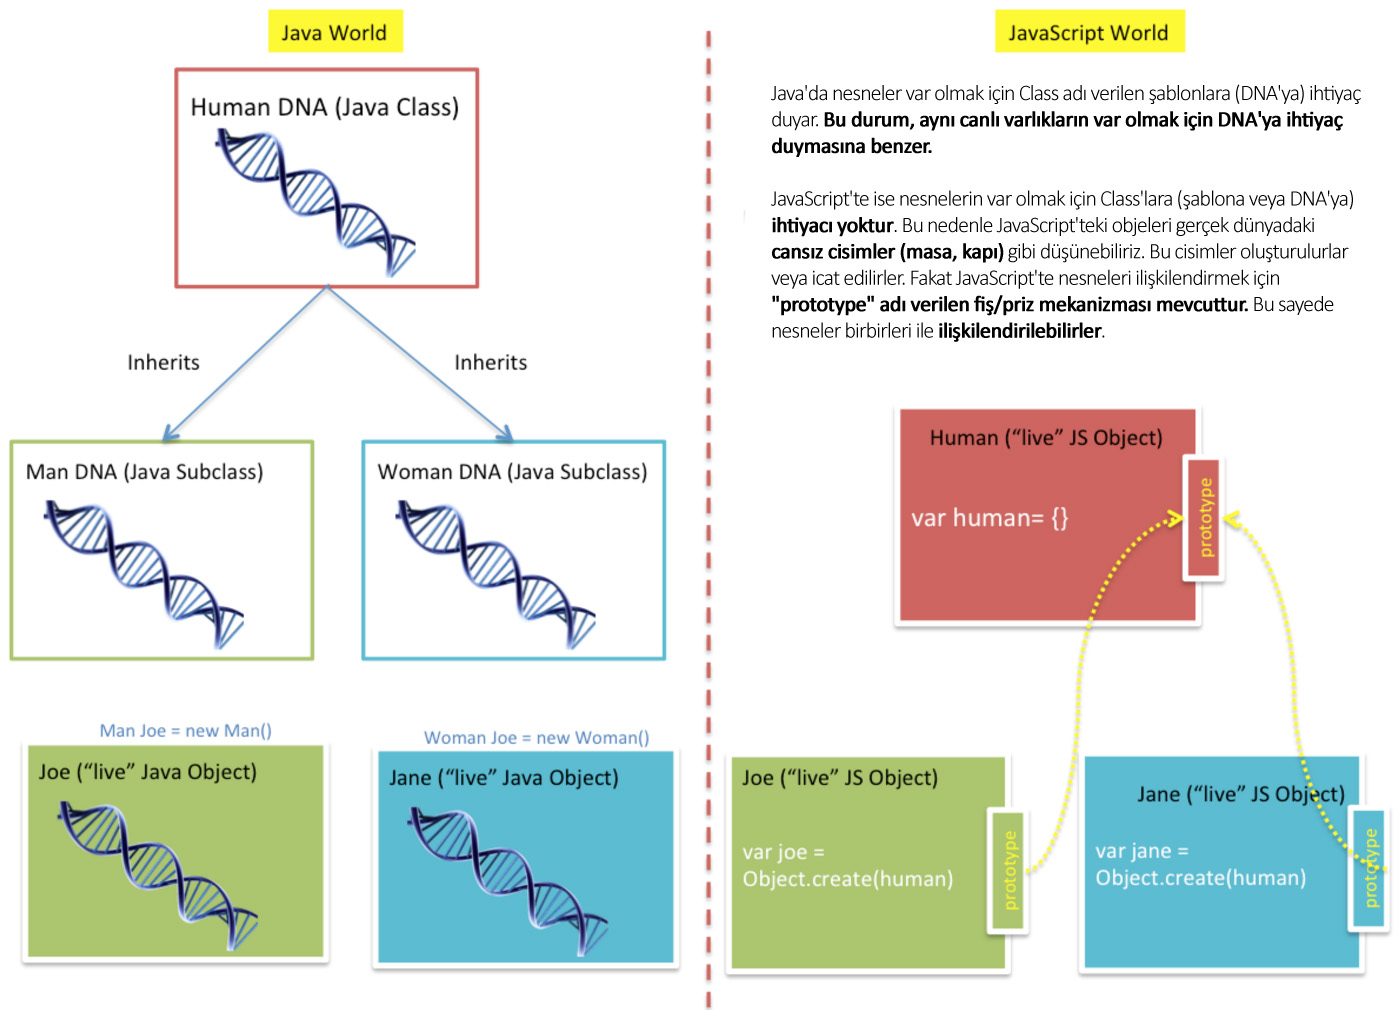 Java World
Human DNA (Java Class)
Inherits
Inherits
Man DNA (Java Subclass)
Woman DNA (Java Subclass)
Man Joe = new Man()
Joe (“live” Java Object)
Woman Joe = new Woman()
Jane (“live” Java Object)
JavaScript World
Java'da nesneler var olmak için Class adı verilen şablonlara (DNA'ya) ihtiyaç
duyar. Bu durum, aynı canlı varlıkların var olmak için DNA'ya ihtiyaç
duymasına benzer.
JavaScript'te ise nesnelerin var olmak için Class'lara (şablona veya DNA'ya)
ihtiyacı yoktur. Bu nedenle JavaScript'teki objeleri gerçek dünyadaki
cansız cisimler (masa, kapı) gibi düşünebiliriz. Bu cisimler oluşturulurlar
veya icat edilirler. Fakat JavaScript'te nesneleri ilişkilendirmek için
"prototype" adı verilen fiş/priz mekanizması mevcuttur. Bu sayede
nesneler birbirleri ile ilişkilendirilebilirler.
Human (“live” JS Object)
var human= {}
prototype
Joe (“live” JS Object)
var joe =
Object.create(human)
prototype
Jane (“live” JS Object)
var jane =
Object.create(human)
prototype